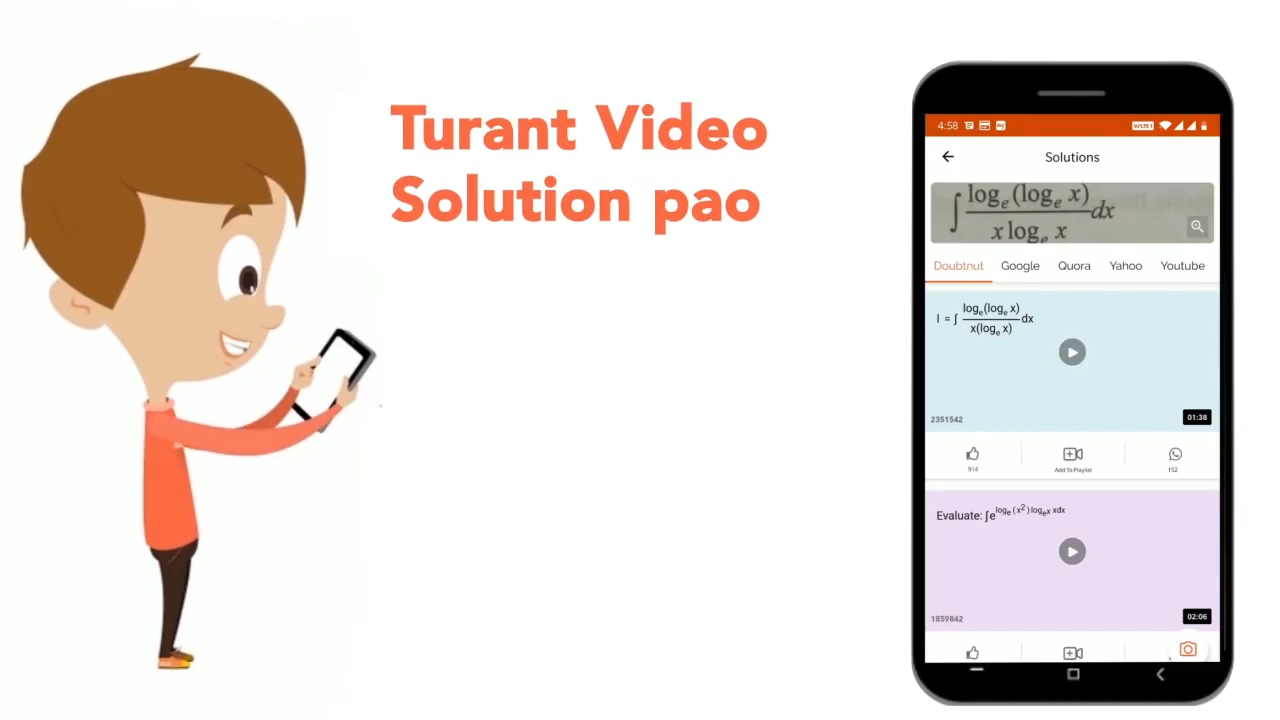 Turant Video
Solution pao
4:58
VoLTE1
Solutions
∫ logₑ(logₑ x) / x logₑ x dx
Doubtnut Google Quora Yahoo Youtube
I = ∫ logₑ(logₑ x) / x(logₑ x) dx
2351542 01:38
914 Add To Playlist 152
Evaluate: ∫e^logₑ(x²)logₑx xdx
1859842 02:06